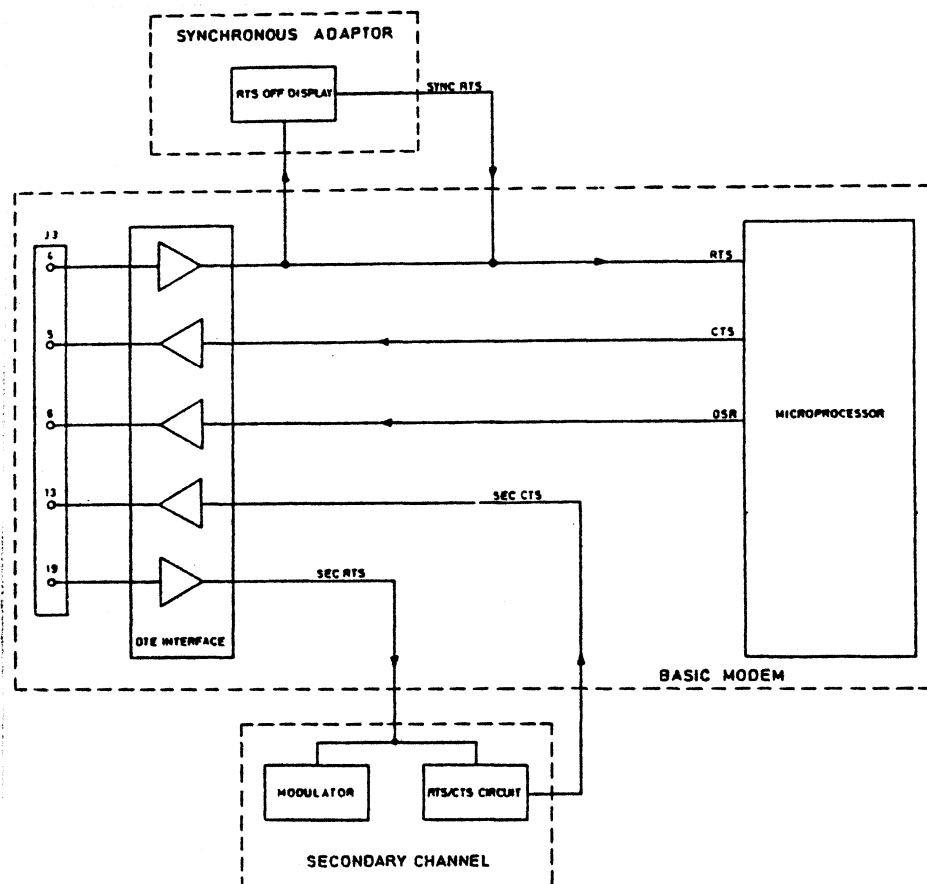 SYNCHRONOUS ADAPTOR
RTS OFF DISPLAY
SYNC RTS
J3
4
RTS
5
CTS
6
DSR
MICROPROCESSOR
13
SEC CTS
19
SEC RTS
DTE INTERFACE
BASIC MODEM
MODULATOR
RTS/CTS CIRCUIT
SECONDARY CHANNEL